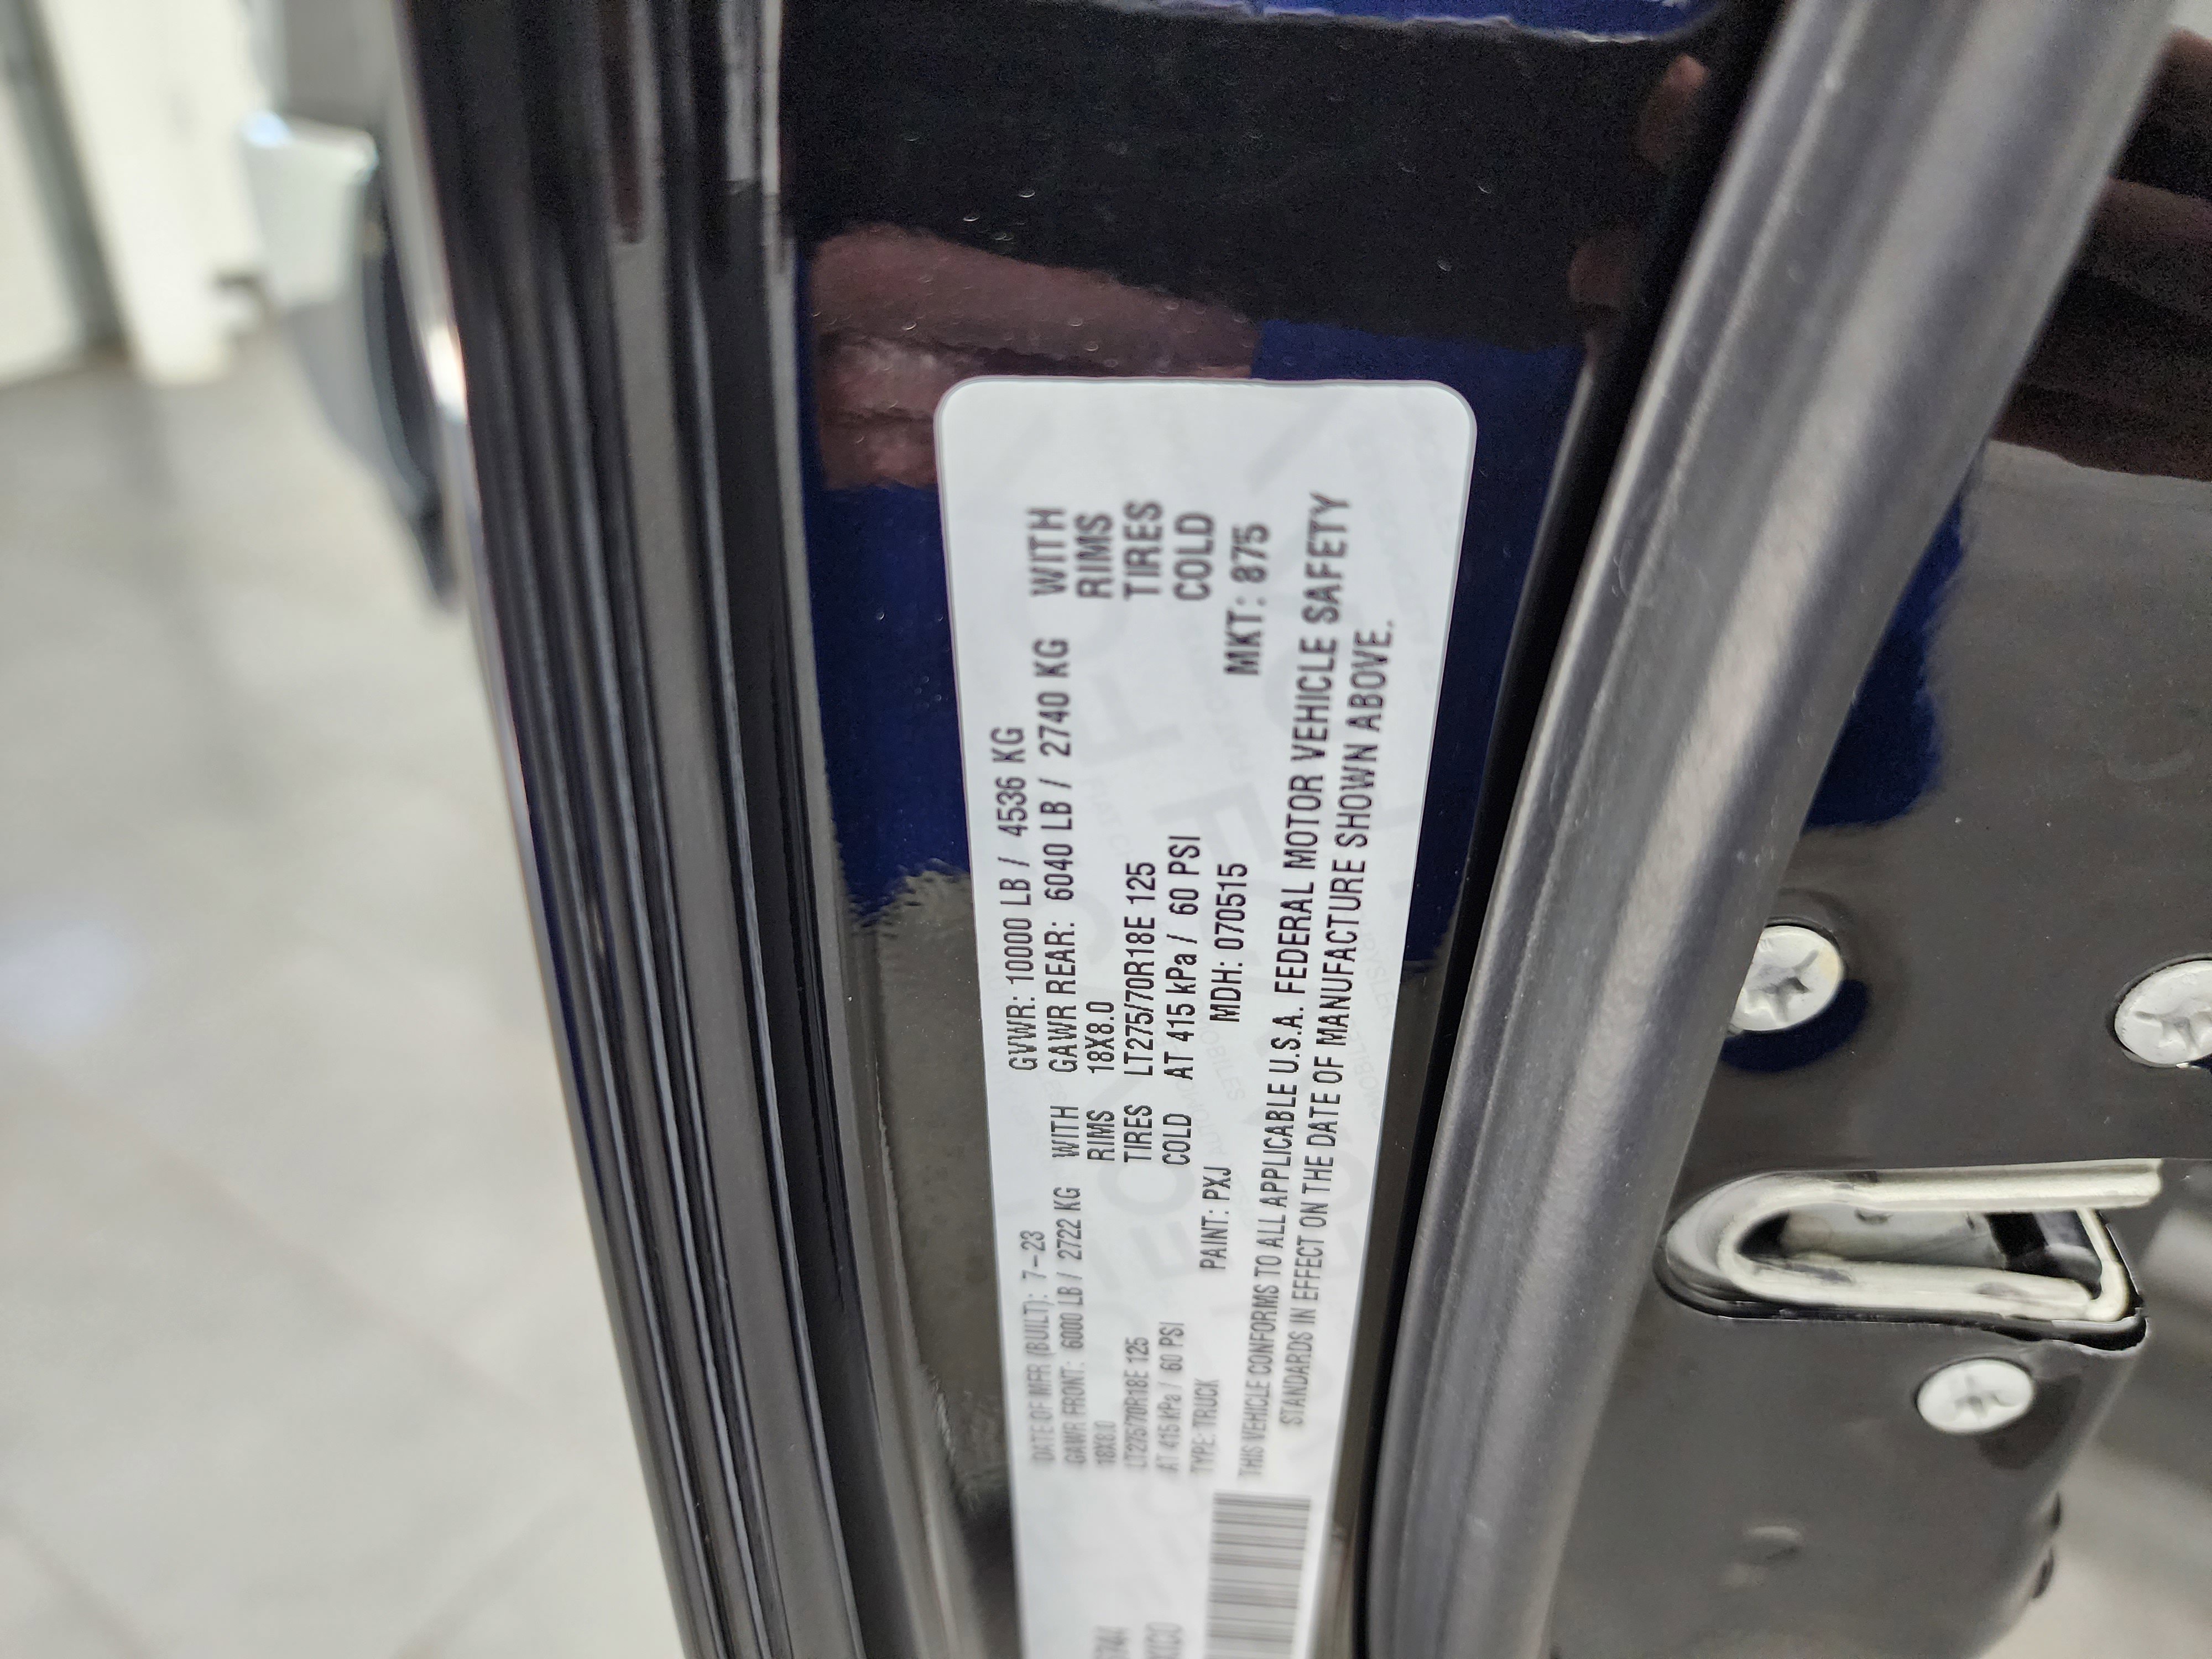 DATE OF MFR (BUILT): 7-23 GVWR: 10000 LB / 4536 KG
GAWR FRONT: 6000 LB / 2722 KG WITH GAWR REAR: 6040 LB / 2740 KG WITH
18X8.0 RIMS 18X8.0 RIMS
LT275/70R18E 125 TIRES LT275/70R18E 125 TIRES
AT 415 kPa / 60 PSI COLD AT 415 kPa / 60 PSI COLD
TYPE: TRUCK PAINT: PXJ MDH: 070515 MKT: 875
THIS VEHICLE CONFORMS TO ALL APPLICABLE U.S.A. FEDERAL MOTOR VEHICLE SAFETY
STANDARDS IN EFFECT ON THE DATE OF MANUFACTURE SHOWN ABOVE.